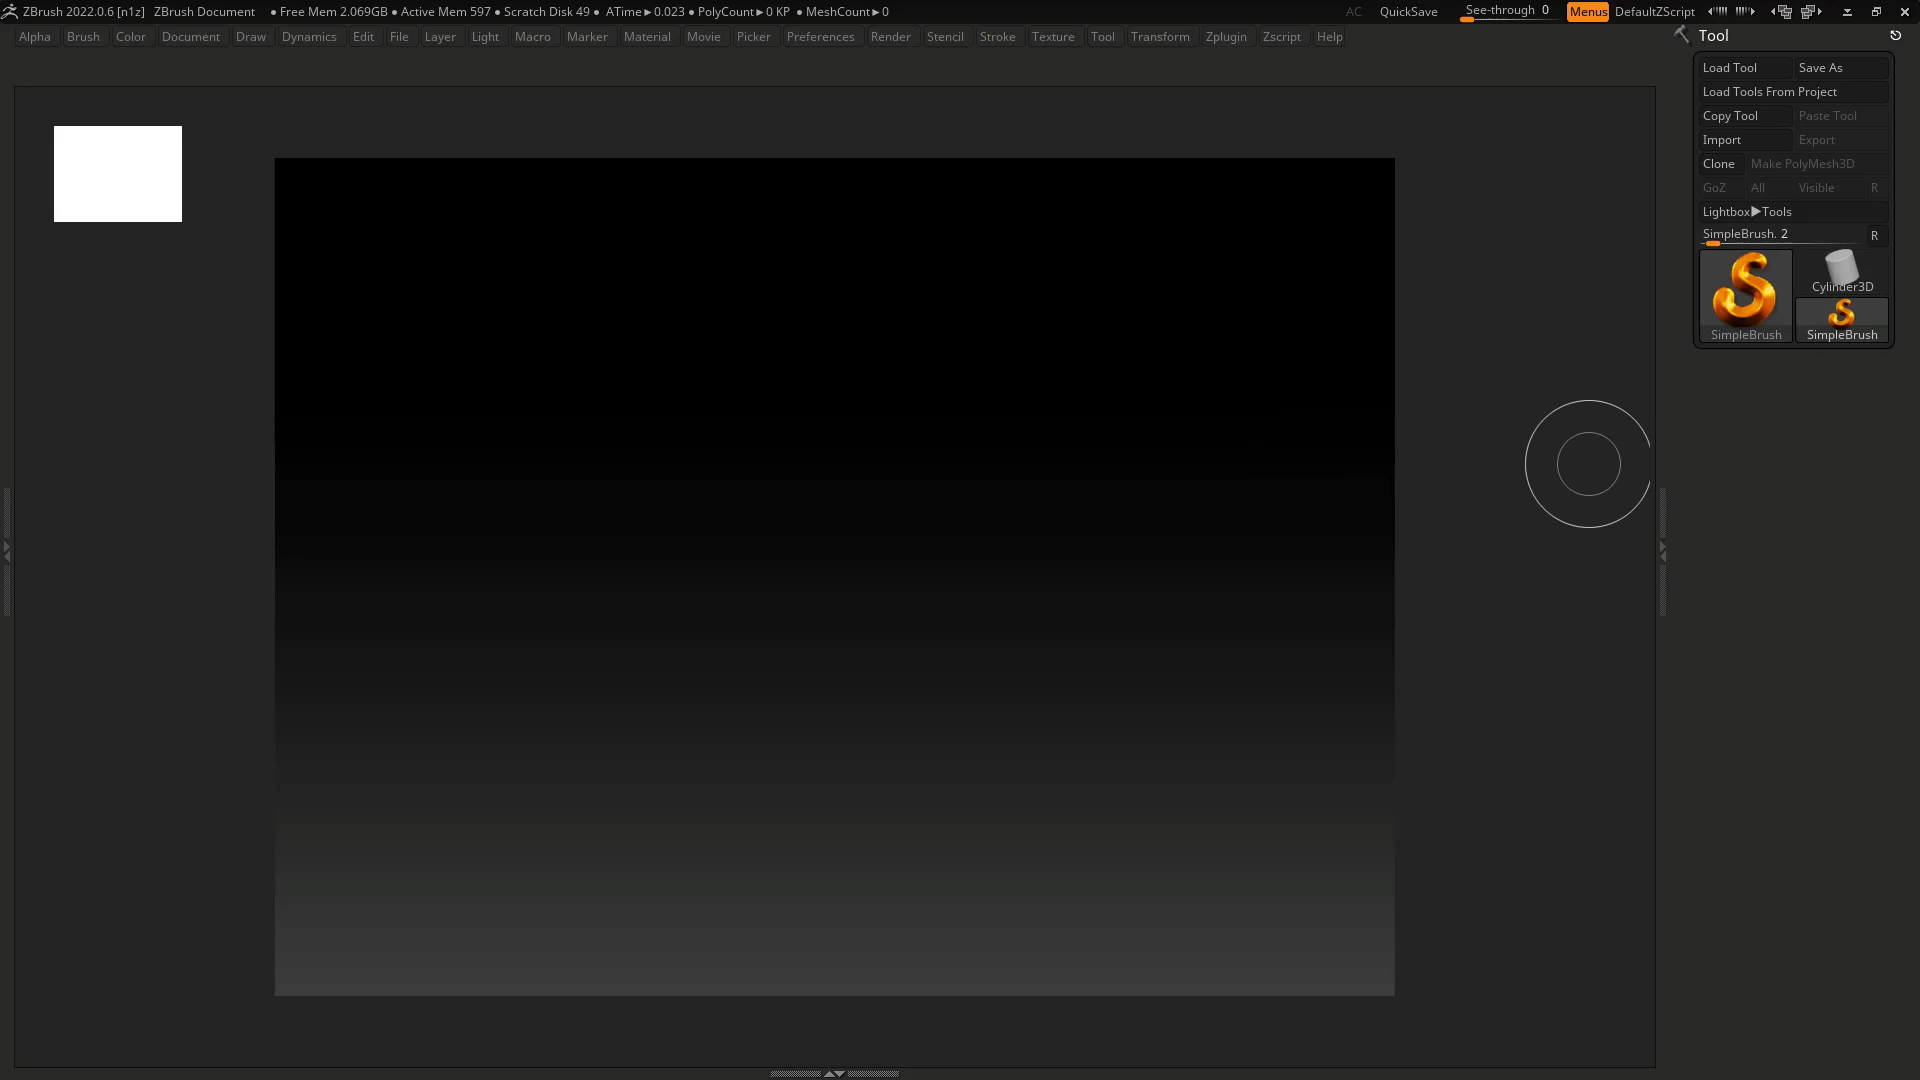 ZBrush 2022.0.6 [n1z] ZBrush Document ● Free Mem 2.069GB ● Active Mem 597 ● Scratch Disk 49 ● ATime►0.023 ● PolyCount►0 KP ● MeshCount►0 AC QuickSave See-through 0 Menus DefaultZScript
Alpha Brush Color Document Draw Dynamics Edit File Layer Light Macro Marker Material Movie Picker Preferences Render Stencil Stroke Texture Tool Transform Zplugin Zscript Help
Tool
Load Tool Save As
Load Tools From Project
Copy Tool Paste Tool
Import Export
Clone Make PolyMesh3D
GoZ All Visible R
Lightbox►Tools
SimpleBrush. 2 R
Cylinder3D
SimpleBrush SimpleBrush